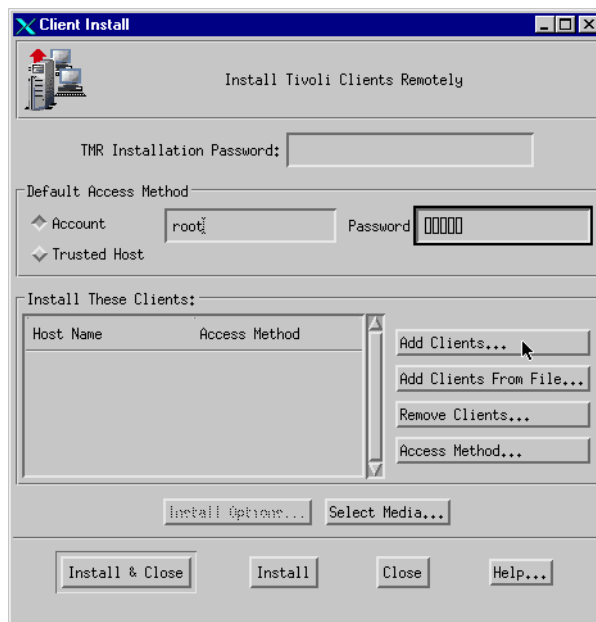 Client Install
Install Tivoli Clients Remotely
TMR Installation Password:
Default Access Method
Account
root
Password
Trusted Host
Install These Clients:
Host Name Access Method
Add Clients...
Add Clients From File...
Remove Clients...
Access Method...
Install Options... Select Media...
Install & Close Install Close Help...